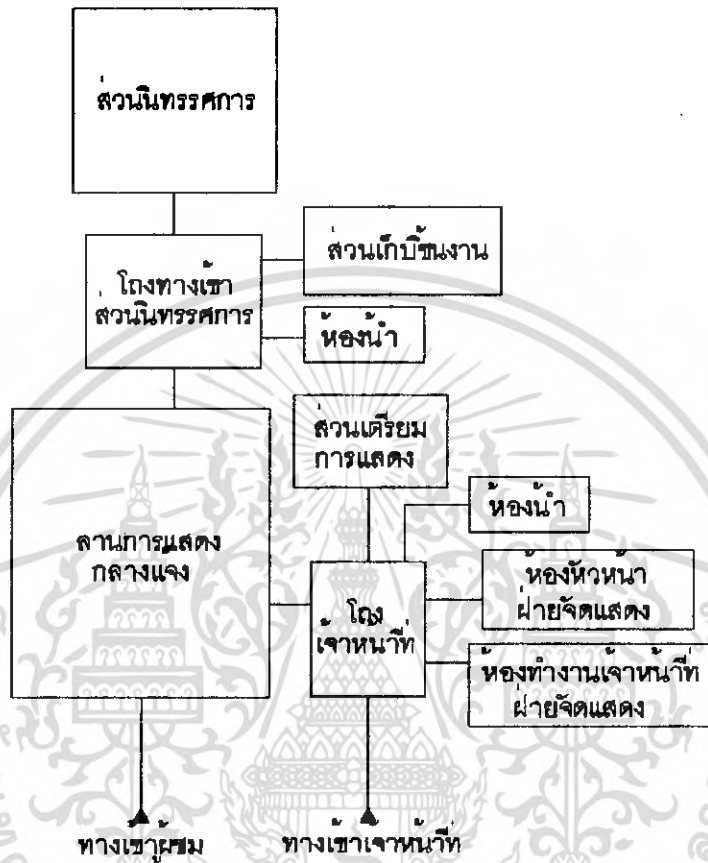 ส่วนนิทรรศการ
ส่วนเก็บชิ้นงาน
โถงทางเข้า
ส่วนนิทรรศการ
ห้องน้ำ
ส่วนเตรียม
การแสดง
ห้องน้ำ
ลานการแสดง
กลางแจ้ง
ห้องหัวหน้า
ฝ่ายจัดแสดง
โถง
เจ้าหน้าที่
ห้องทำงานเจ้าหน้าที่
ฝ่ายจัดแสดง
ทางเข้าผู้ชม
ทางเข้าเจ้าหน้าที่